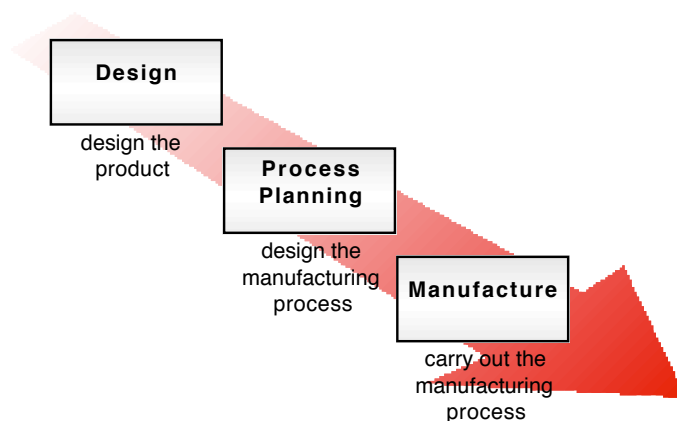 Design
design the
product
Process
Planning
design the
manufacturing
process
Manufacture
carry out the
manufacturing
process